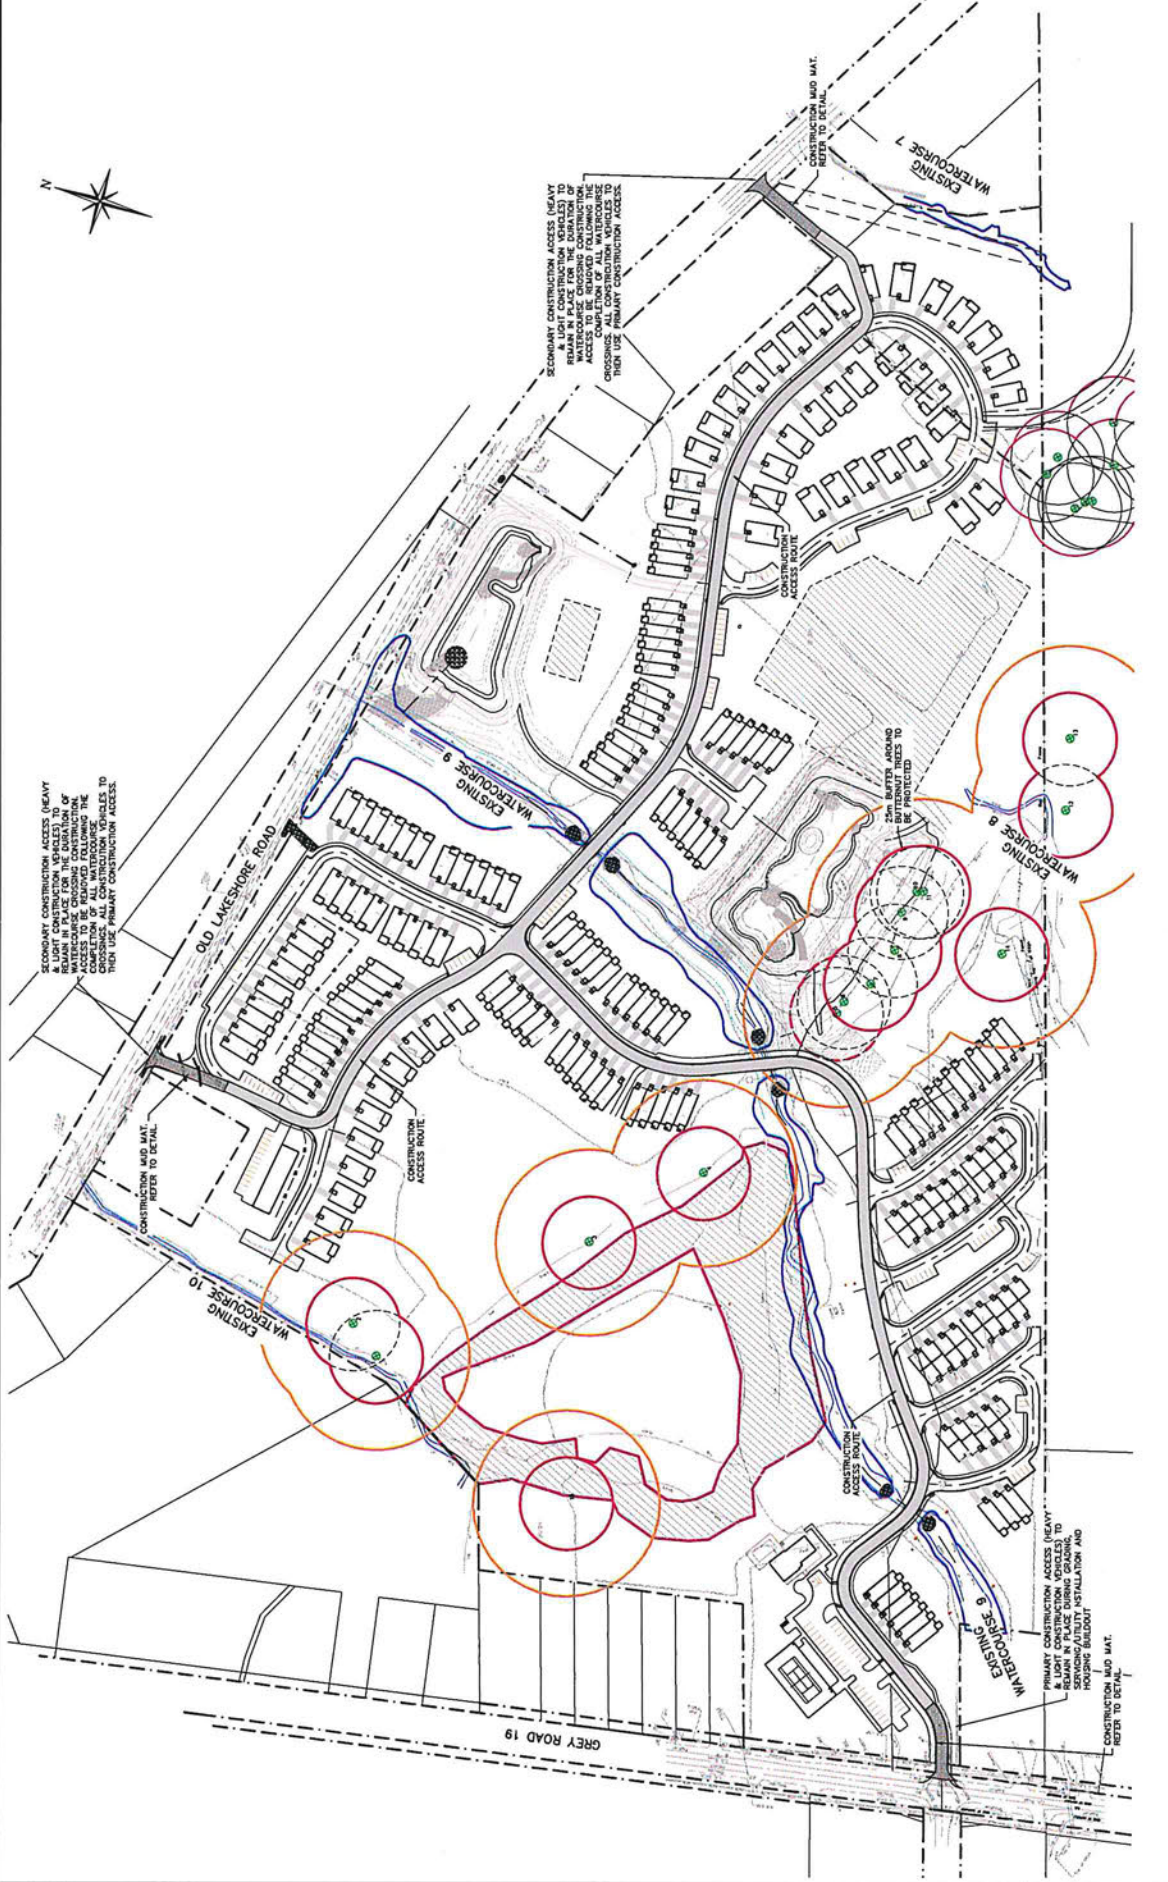 N
CONSTRUCTION MUD MAT.
REFER TO DETAIL.
EXISTING
WATERCOURSE 7
SECONDARY CONSTRUCTION ACCESS (HEAVY
& LIGHT CONSTRUCTION VEHICLES) TO
REMAIN IN PLACE FOR THE DURATION OF
WATERCOURSE CROSSING CONSTRUCTION.
ACCESS TO BE REMOVED FOLLOWING THE
COMPLETION OF ALL WATERCOURSE
CROSSINGS. ALL CONSTRCUTION VEHICLES TO
THEN USE PRIMARY CONSTRUCTION ACCESS.
CONSTRUCTION
ACCESS ROUTE
SECONDARY CONSTRUCTION ACCESS (HEAVY
& LIGHT CONSTRUCTION VEHICLES) TO
REMAIN IN PLACE FOR THE DURATION OF
WATERCOURSE CROSSING CONSTRUCTION.
ACCESS TO BE REMOVED FOLLOWING THE
COMPLETION OF ALL WATERCOURSE
CROSSINGS. ALL CONSTRCUTION VEHICLES TO
THEN USE PRIMARY CONSTRUCTION ACCESS.
OLD LAKESHORE ROAD
EXISTING
WATERCOURSE 9
25m BUFFER AROUND
BUTTERNUT TREES TO
BE PROTECTED
EXISTING
WATERCOURSE 8
CONSTRUCTION MUD MAT.
REFER TO DETAIL.
CONSTRUCTION
ACCESS ROUTE
EXISTING
WATERCOURSE 10
CONSTRUCTION
ACCESS ROUTE
GREY ROAD 19
EXISTING
WATERCOURSE 9
PRIMARY CONSTRUCTION ACCESS (HEAVY
& LIGHT CONSTRUCTION VEHICLES) TO
REMAIN IN PLACE DURING GRADING,
SERVICING/UTILITY INSTALLATION AND
HOUSING BUILDOUT
CONSTRUCTION MUD MAT.
REFER TO DETAIL.